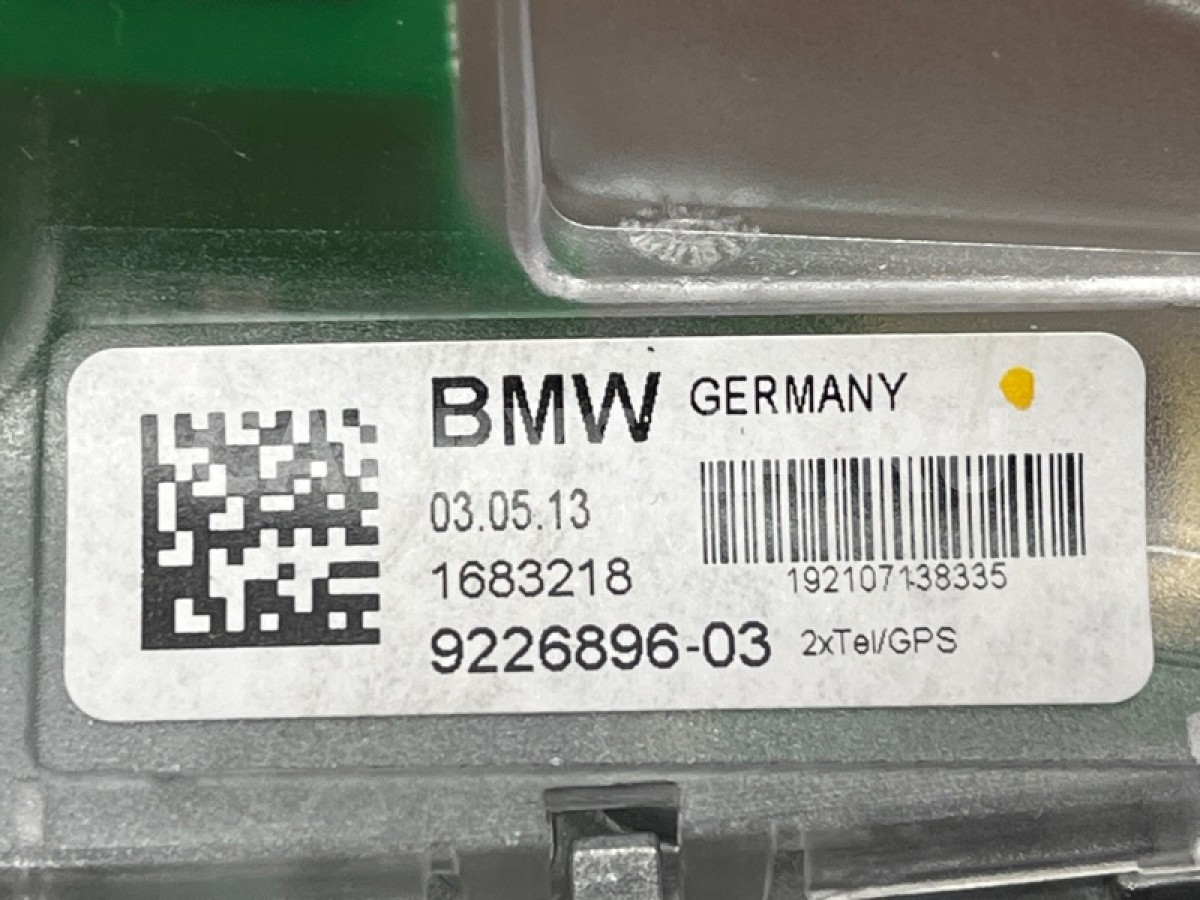 BMW GERMANY
03.05.13
1683218
192107138335
9226896-03 2xTel/GPS